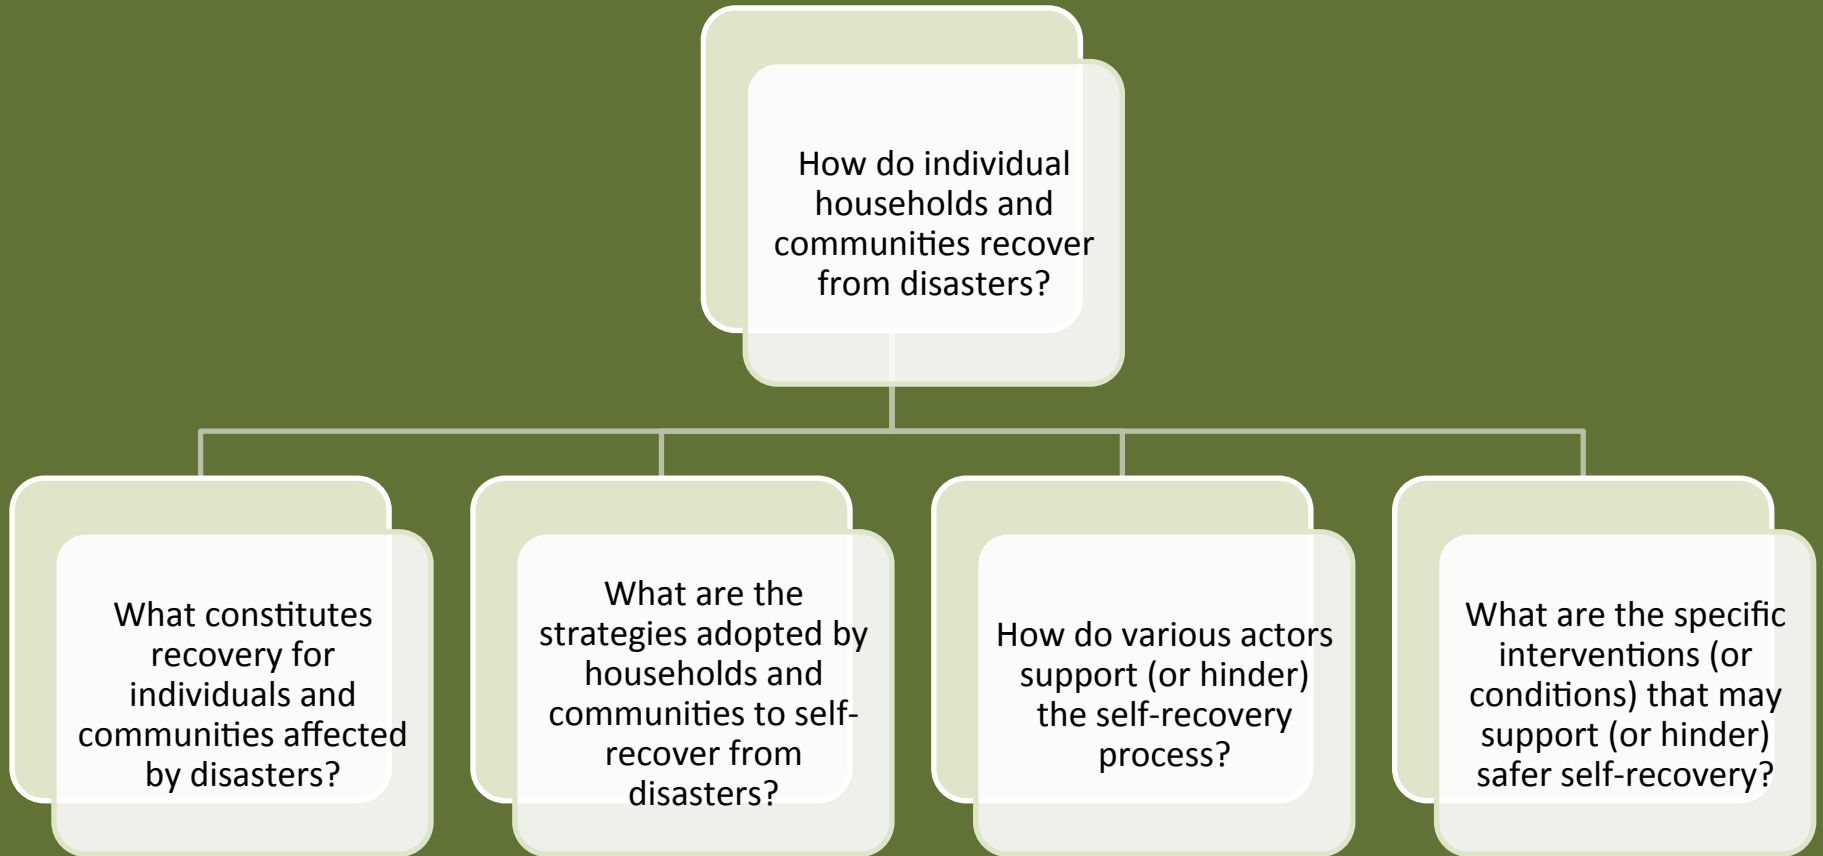 How do individual
households and
communities recover
from disasters?
What constitutes
recovery for
individuals and
communities affected
by disasters?
What are the
strategies adopted by
households and
communities to self-
recover from
disasters?
How do various actors
support (or hinder)
the self-recovery
process?
What are the specific
interventions (or
conditions) that may
support (or hinder)
safer self-recovery?